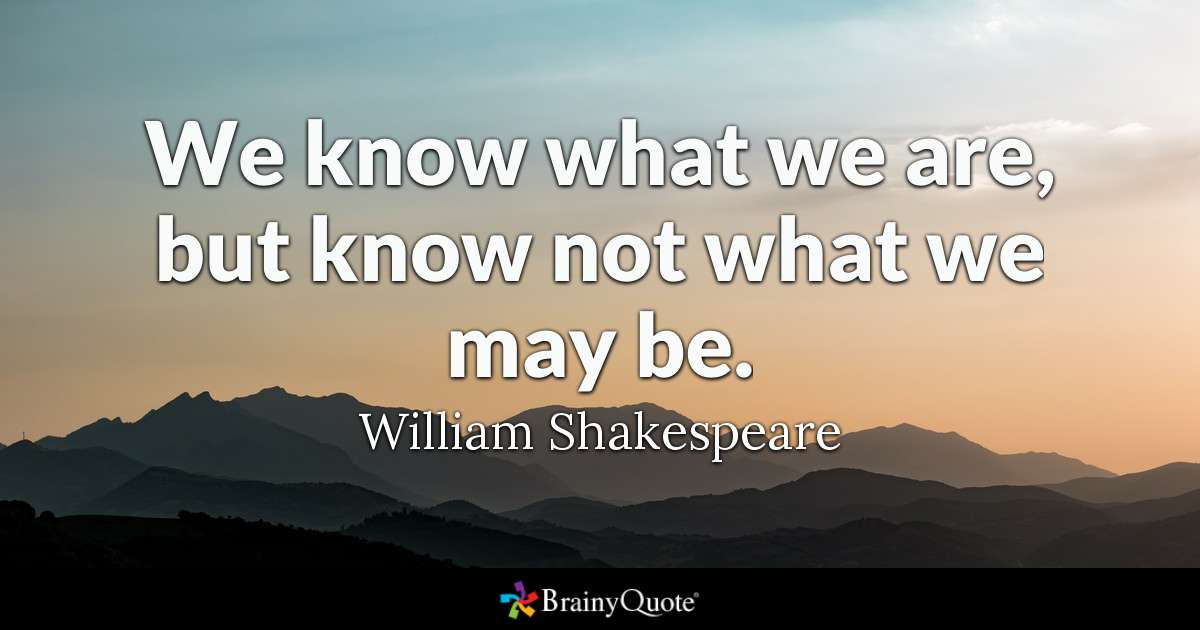 We know what we are,
but know not what we
may be.
William Shakespeare
BrainyQuote®